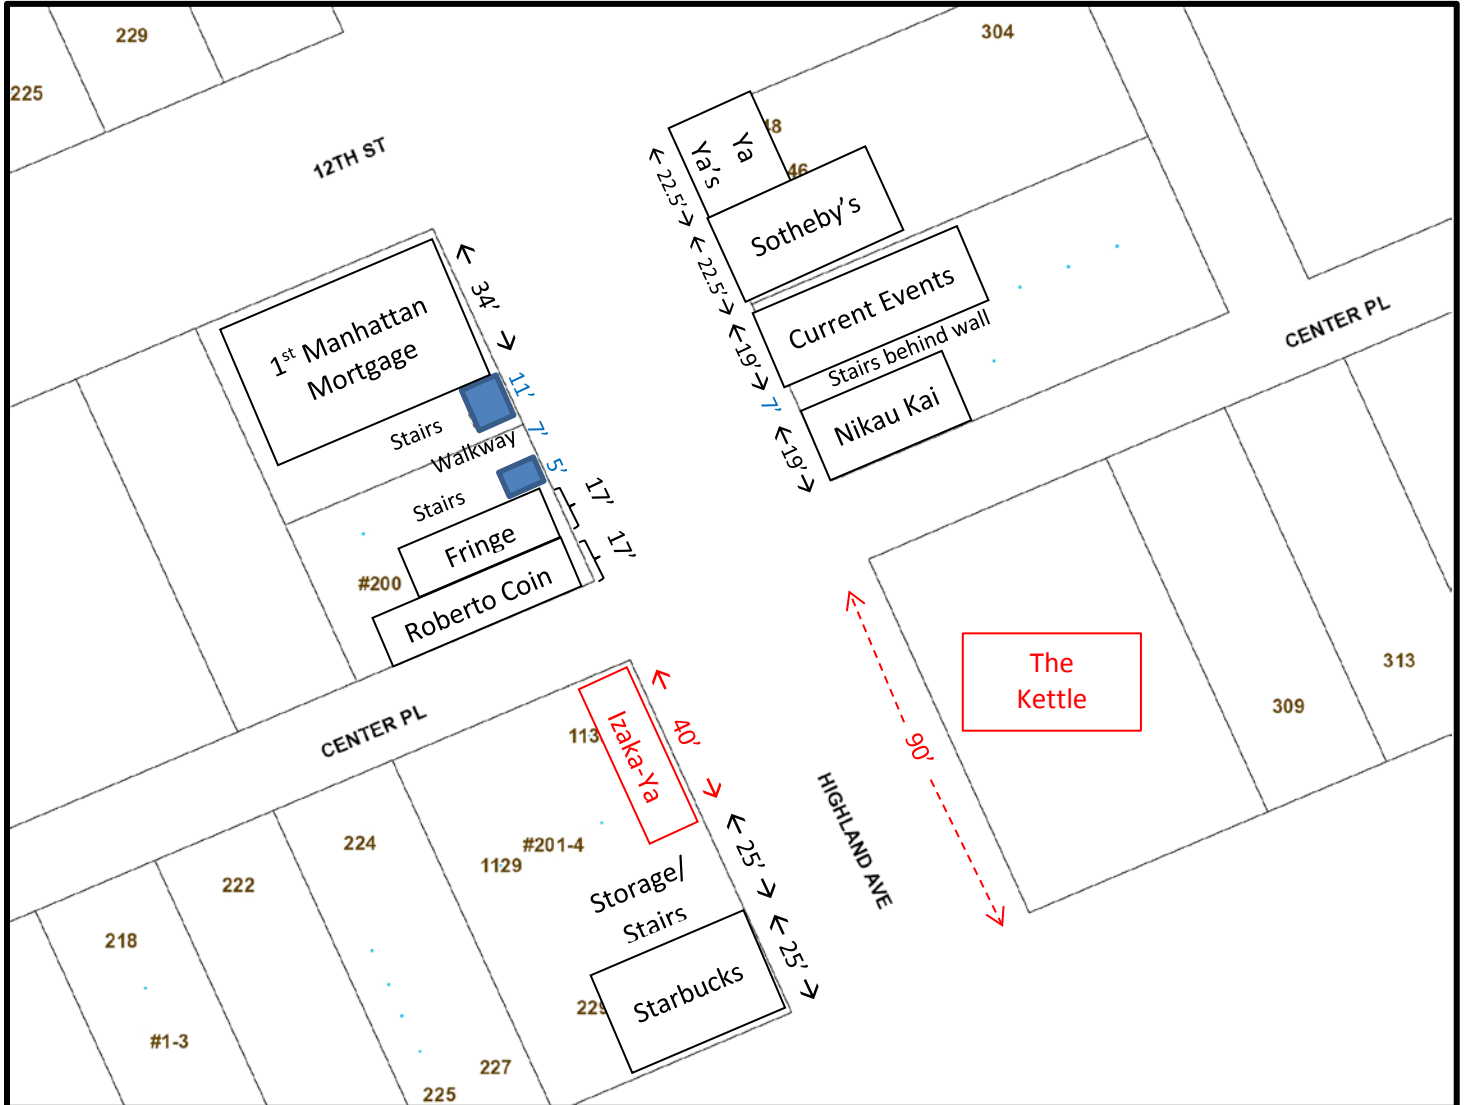 229
304
225
48
12TH ST
Ya
Ya's
46
22.5'
Sotheby's
34'
22.5'
1st Manhattan
Mortgage
Current Events
CENTER PL
19'
Stairs behind wall
11'
7'
Nikau Kai
Stairs
7'
Walkway
19'
5'
Stairs
17'
Fringe
17'
#200
Roberto Coin
The
Kettle
313
309
CENTER PL
113
Izaka-Ya
40'
90'
HIGHLAND AVE
224
#201-4
1129
25'
222
Storage/
Stairs
218
25'
Starbucks
229
#1-3
227
225